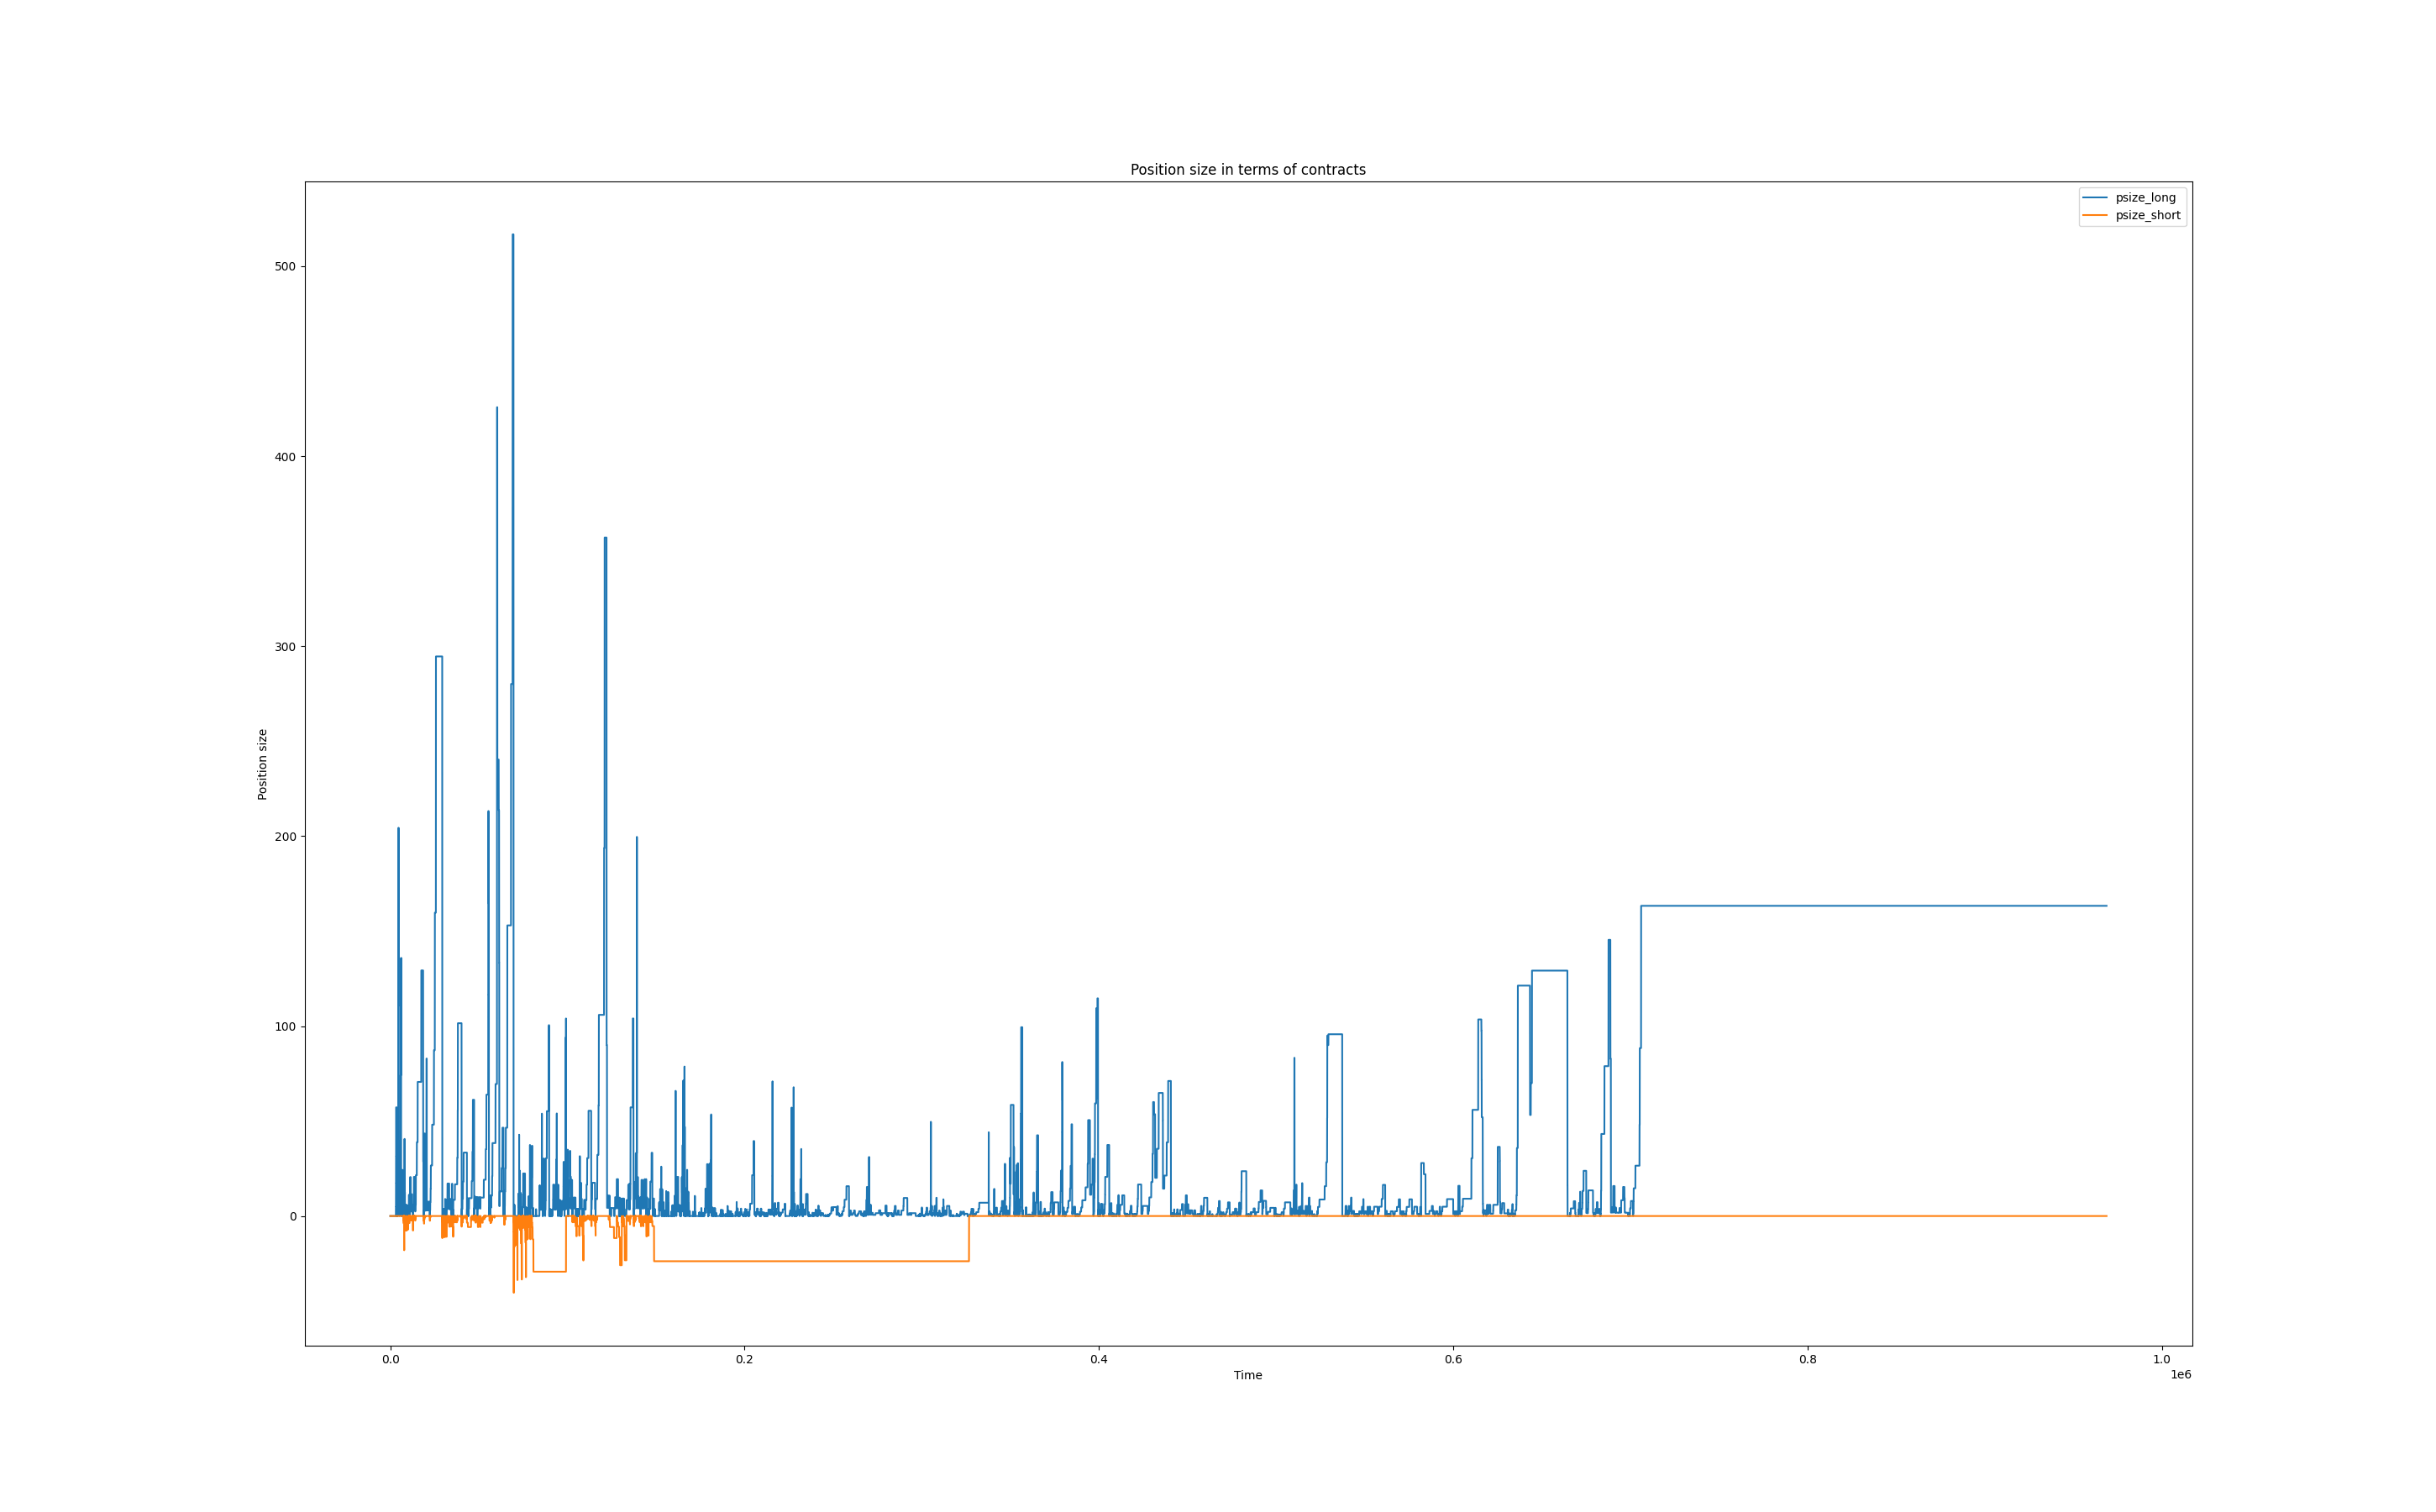 Position size in terms of contracts
psize_long
psize_short
500
400
300
200
100
0
Position size
0.0 0.2 0.4 0.6 0.8 1.0
1e6
Time